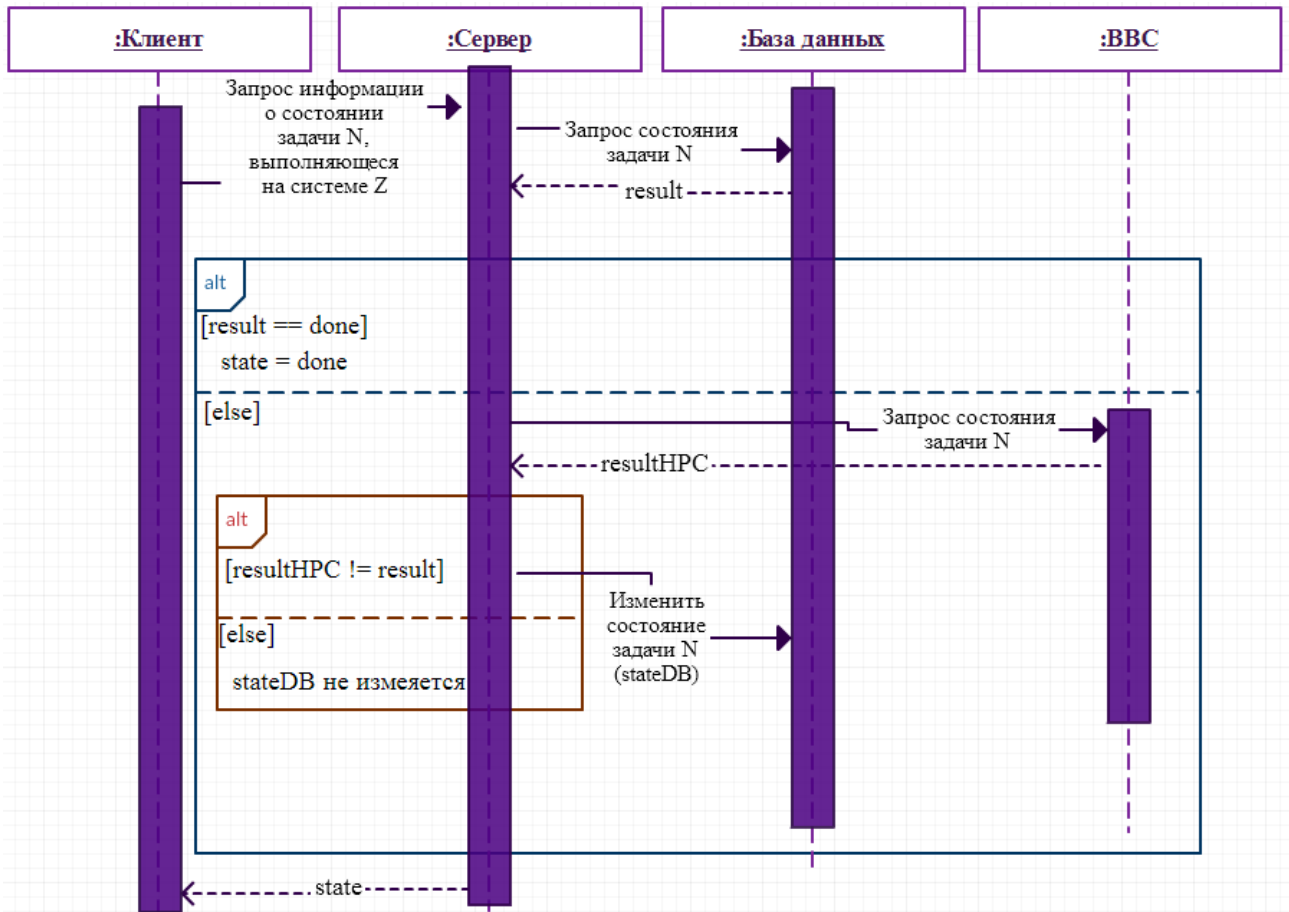 :Клиент
:Сервер
:База данных
:ВВС
Запрос информации
о состоянии
задачи N,
выполняющеся
на системе Z
Запрос состояния
задачи N
result
alt
[result == done]
state = done
[else]
Запрос состояния
задачи N
resultHPC
alt
[resultHPC != result]
Изменить
состояние
задачи N
(stateDB)
[else]
stateDB не измеяется
state